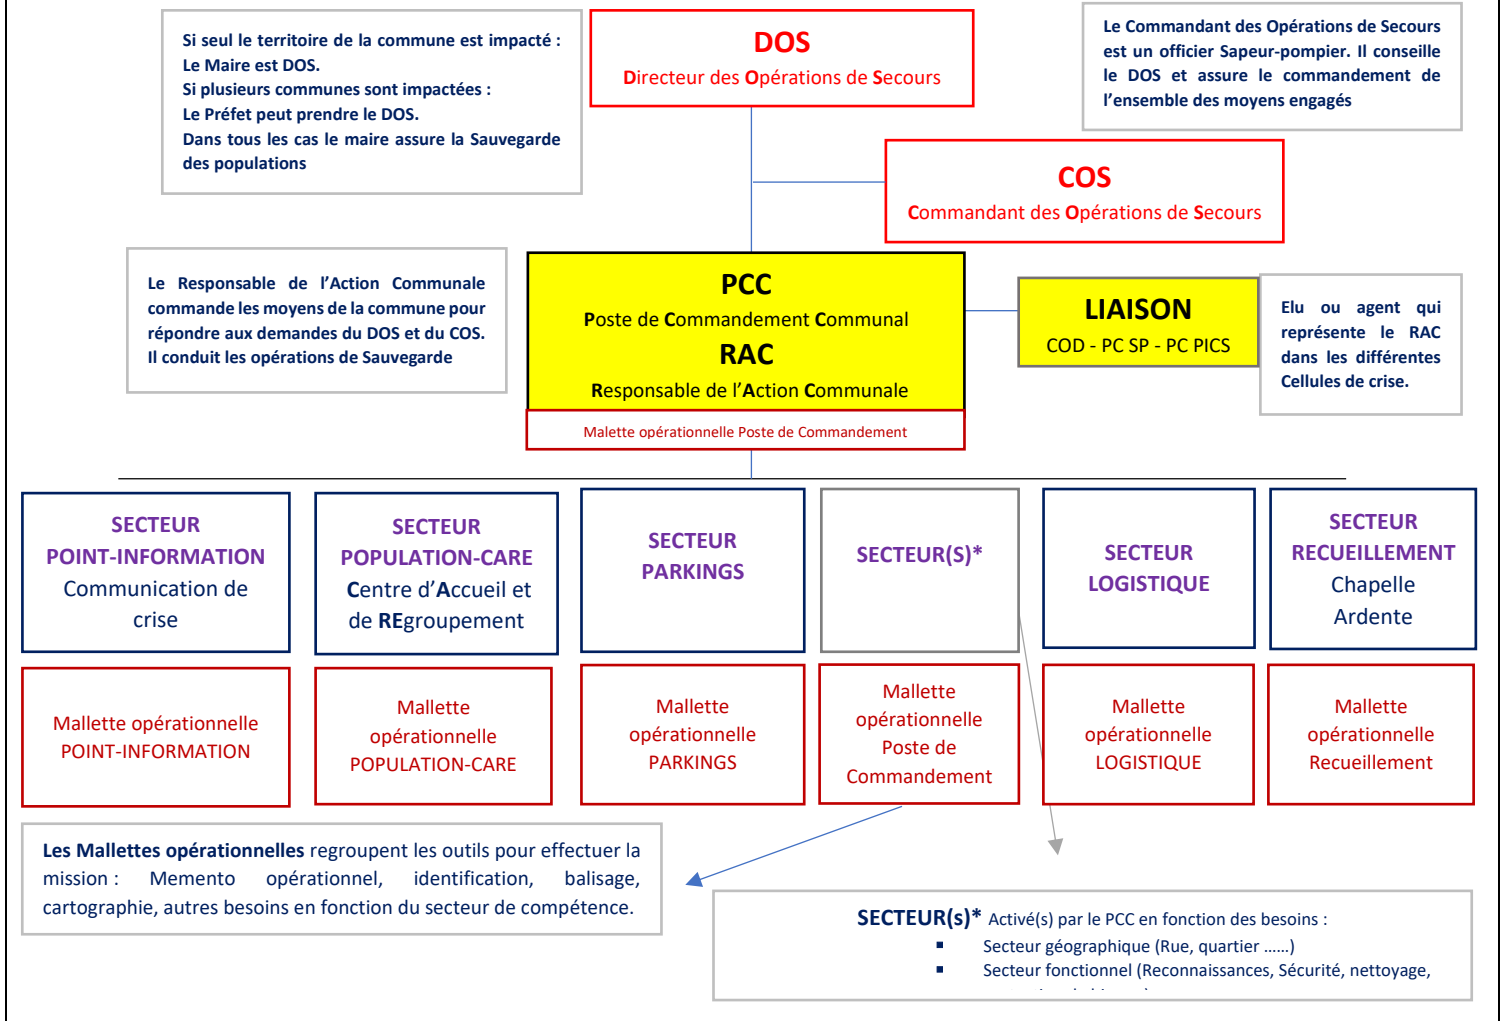 Si seul le territoire de la commune est impacté :
Le Maire est DOS.
Si plusieurs communes sont impactées :
Le Préfet peut prendre le DOS.
Dans tous les cas le maire assure la Sauvegarde
des populations
DOS
Directeur des Opérations de Secours
Le Commandant des Opérations de Secours
est un officier Sapeur-pompier. Il conseille
le DOS et assure le commandement de
l’ensemble des moyens engagés
COS
Commandant des Opérations de Secours
Le Responsable de l’Action Communale
commande les moyens de la commune pour
répondre aux demandes du DOS et du COS.
Il conduit les opérations de Sauvegarde
PCC
Poste de Commandement Communal
RAC
Responsable de l’Action Communale
Malette opérationnelle Poste de Commandement
LIAISON
COD - PC SP - PC PICS
Elu ou agent qui
représente le RAC
dans les différentes
Cellules de crise.
SECTEUR
POINT-INFORMATION
Communication de
crise
SECTEUR
POPULATION-CARE
Centre d’Accueil et
de REgroupement
SECTEUR
PARKINGS
SECTEUR(S)*
SECTEUR
LOGISTIQUE
SECTEUR
RECUEILLEMENT
Chapelle
Ardente
Mallette opérationnelle
POINT-INFORMATION
Mallette
opérationnelle
POPULATION-CARE
Mallette
opérationnelle
PARKINGS
Mallette
opérationnelle
Poste de
Commandement
Mallette
opérationnelle
LOGISTIQUE
Mallette
opérationnelle
Recueillement
Les Mallettes opérationnelles regroupent les outils pour effectuer la
mission : Memento opérationnel, identification, balisage,
cartographie, autres besoins en fonction du secteur de compétence.
SECTEUR(s)* Activé(s) par le PCC en fonction des besoins :
▪ Secteur géographique (Rue, quartier ……)
▪ Secteur fonctionnel (Reconnaissances, Sécurité, nettoyage,